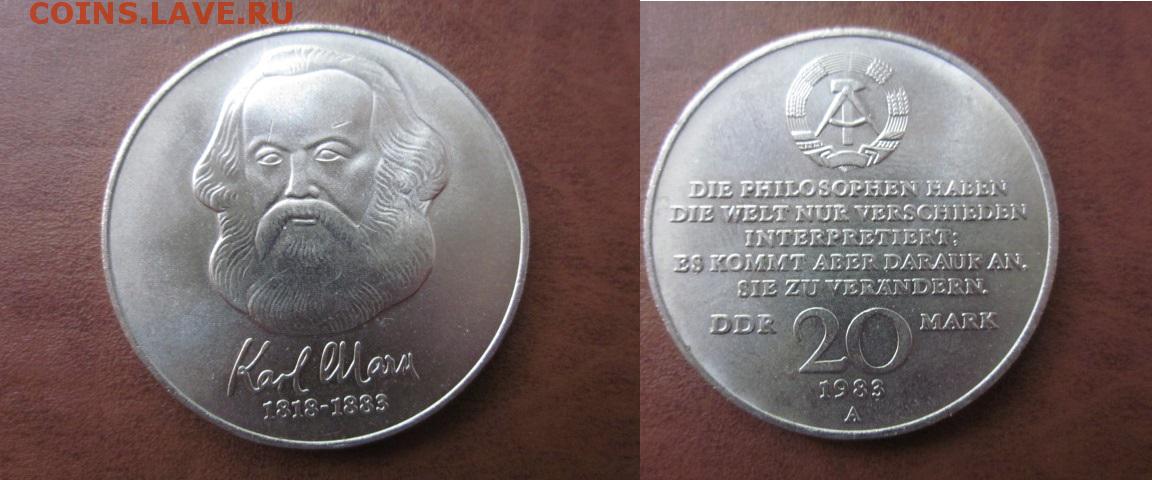 COINS.LAVE.RU
Karl Marx
1818-1883
DIE PHILOSOPHEN HABEN
DIE WELT NUR VERSCHIEDEN
INTERPRETIERT;
ES KOMMT ABER DARAUF AN,
SIE ZU VERÄNDERN.
DDR 20 MARK
1983
A